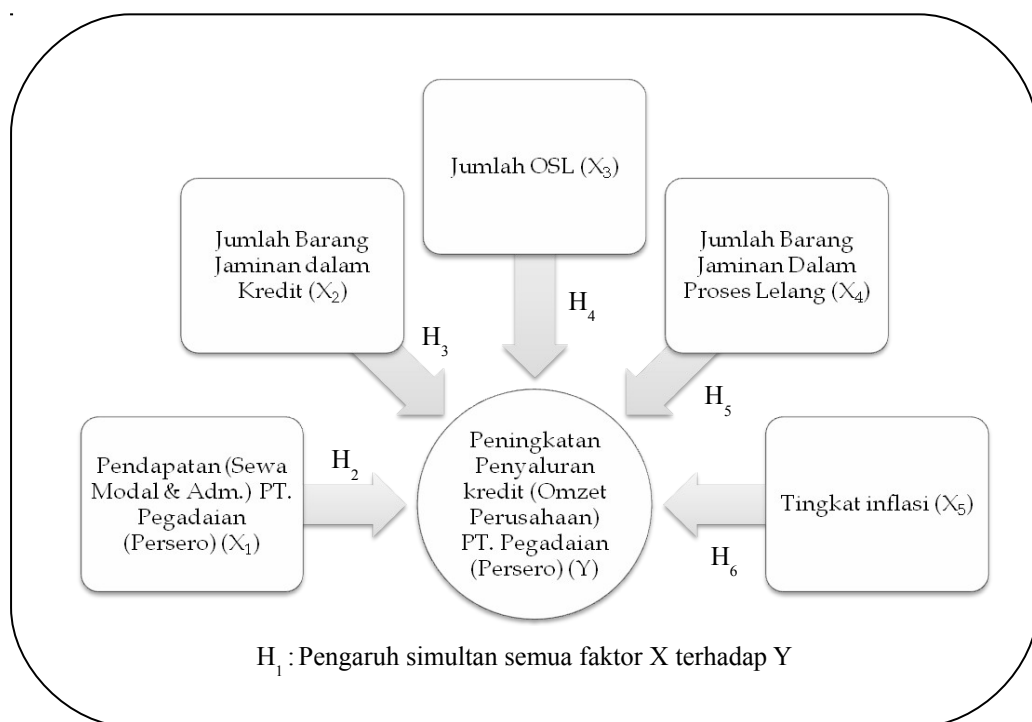 Jumlah OSL (X₃)
Jumlah Barang
Jaminan dalam
Kredit (X₂)
Jumlah Barang
Jaminan Dalam
Proses Lelang (X₄)
H₄
H₃
H₅
Pendapatan (Sewa
Modal & Adm.) PT.
Pegadaian
(Persero) (X₁)
H₂
Peningkatan
Penyaluran
kredit (Omzet
Perusahaan)
PT. Pegadaian
(Persero) (Y)
Tingkat inflasi (X₅)
H₆
H₁ : Pengaruh simultan semua faktor X terhadap Y